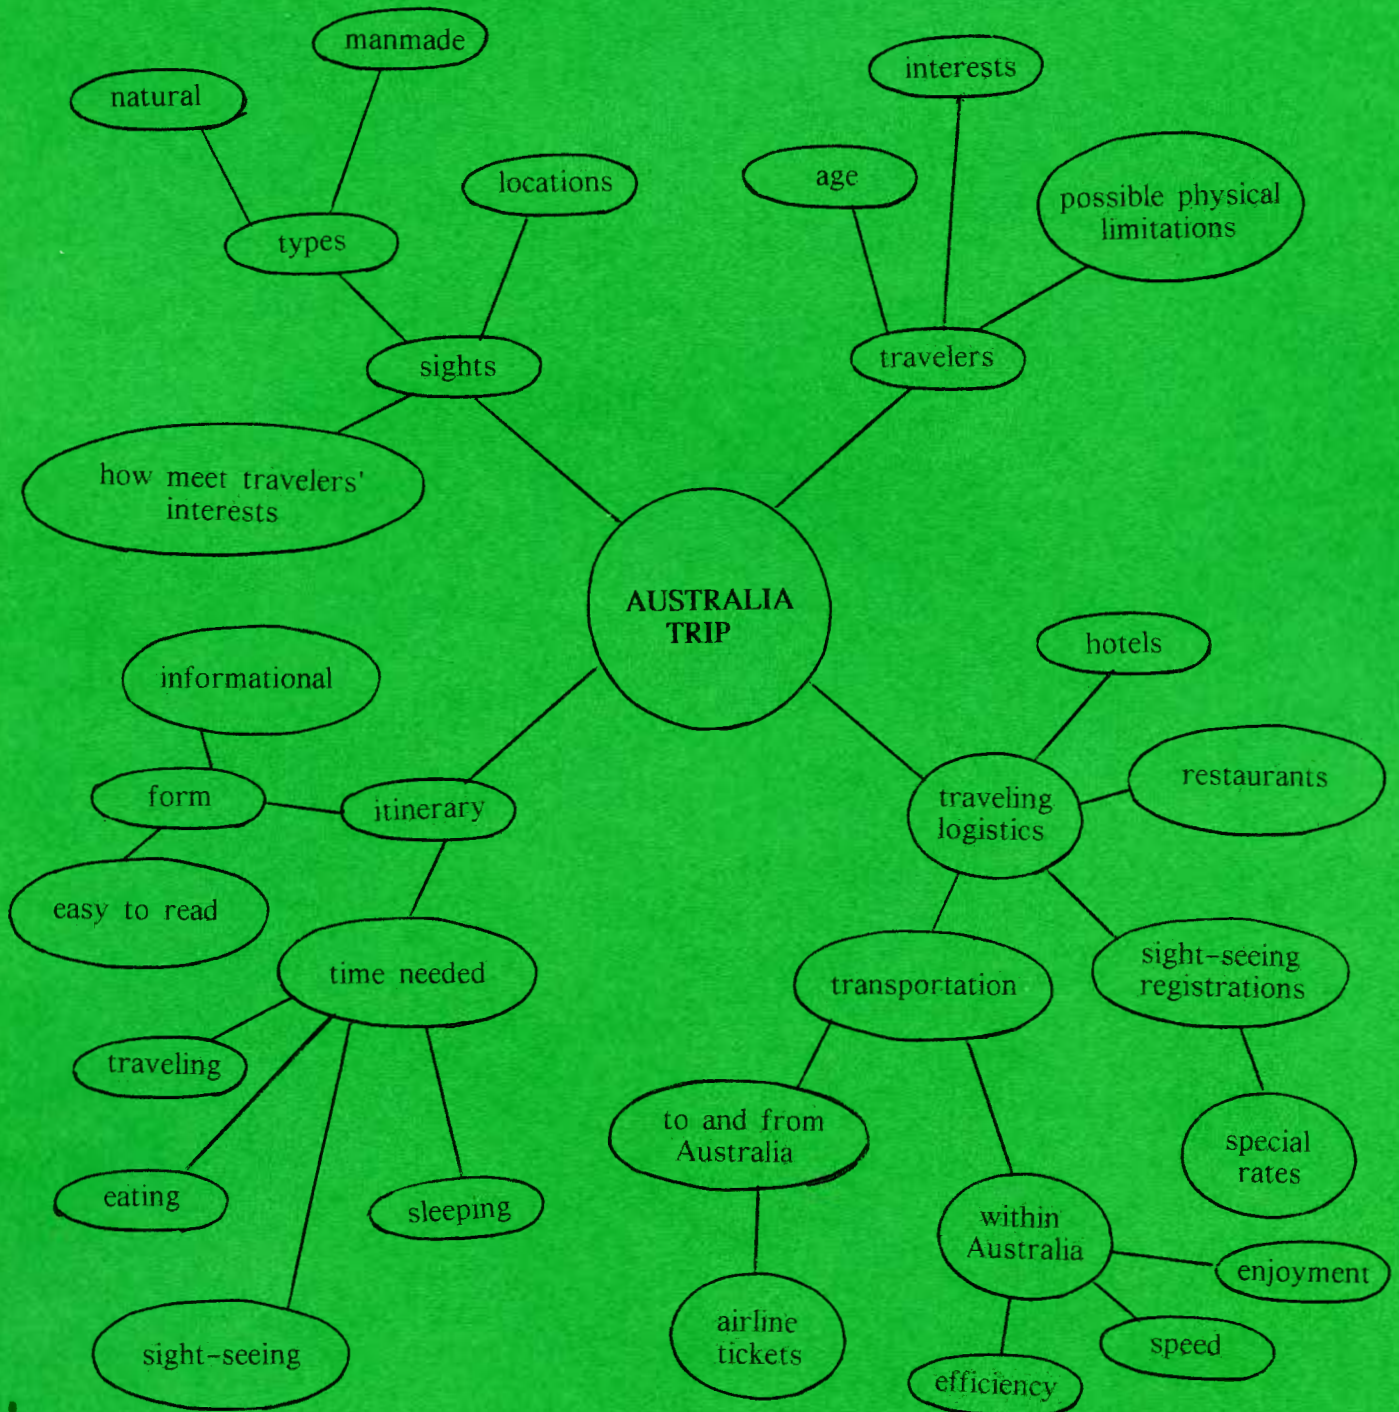 manmade
natural
types
locations
sights
how meet travelers'
interests
interests
age
possible physical
limitations
travelers
AUSTRALIA
TRIP
informational
form
itinerary
easy to read
time needed
traveling
eating
sleeping
sight-seeing
hotels
restaurants
traveling
logistics
transportation
sight-seeing
registrations
special
rates
to and from
Australia
airline
tickets
within
Australia
enjoyment
speed
efficiency